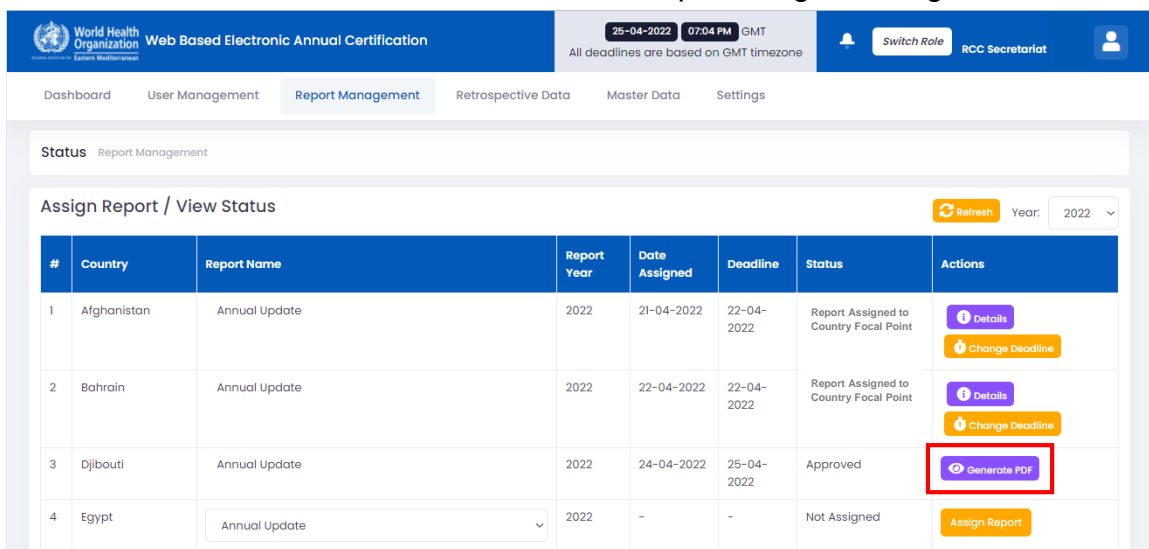 World Health
Organization
Eastern Mediterranean
Web Based Electronic Annual Certification
25-04-2022 07:04 PM GMT
All deadlines are based on GMT timezone
Switch Role
RCC Secretariat
Dashboard User Management Report Management Retrospective Data Master Data Settings
Status Report Management
Assign Report / View Status
Refresh Year: 2022
# Country Report Name Report Year Date Assigned Deadline Status Actions
1 Afghanistan Annual Update 2022 21-04-2022 22-04-2022 Report Assigned to Country Focal Point Details
Change Deadline
2 Bahrain Annual Update 2022 22-04-2022 22-04-2022 Report Assigned to Country Focal Point Details
Change Deadline
3 Djibouti Annual Update 2022 24-04-2022 25-04-2022 Approved Generate PDF
4 Egypt Annual Update 2022 - - Not Assigned Assign Report